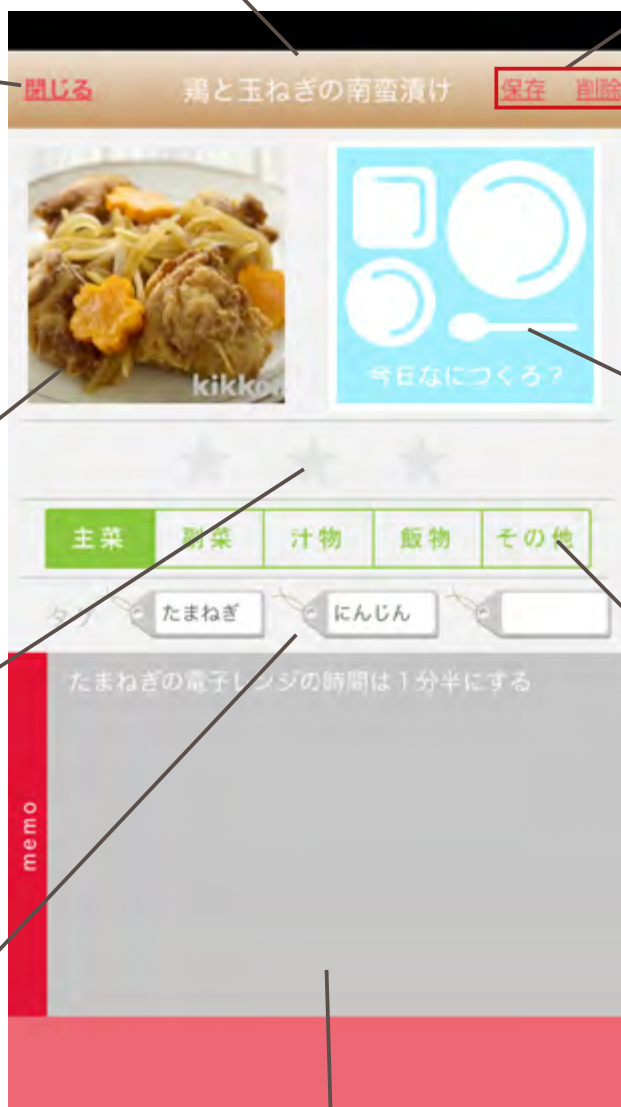 閉じる 鶏と玉ねぎの南蛮漬け 保存 削除
今日なにつくろ？
主菜 副菜 汁物 飯物 その他
タグ たまねぎ にんじん
たまねぎの電子レンジの時間は１分半にする
memo